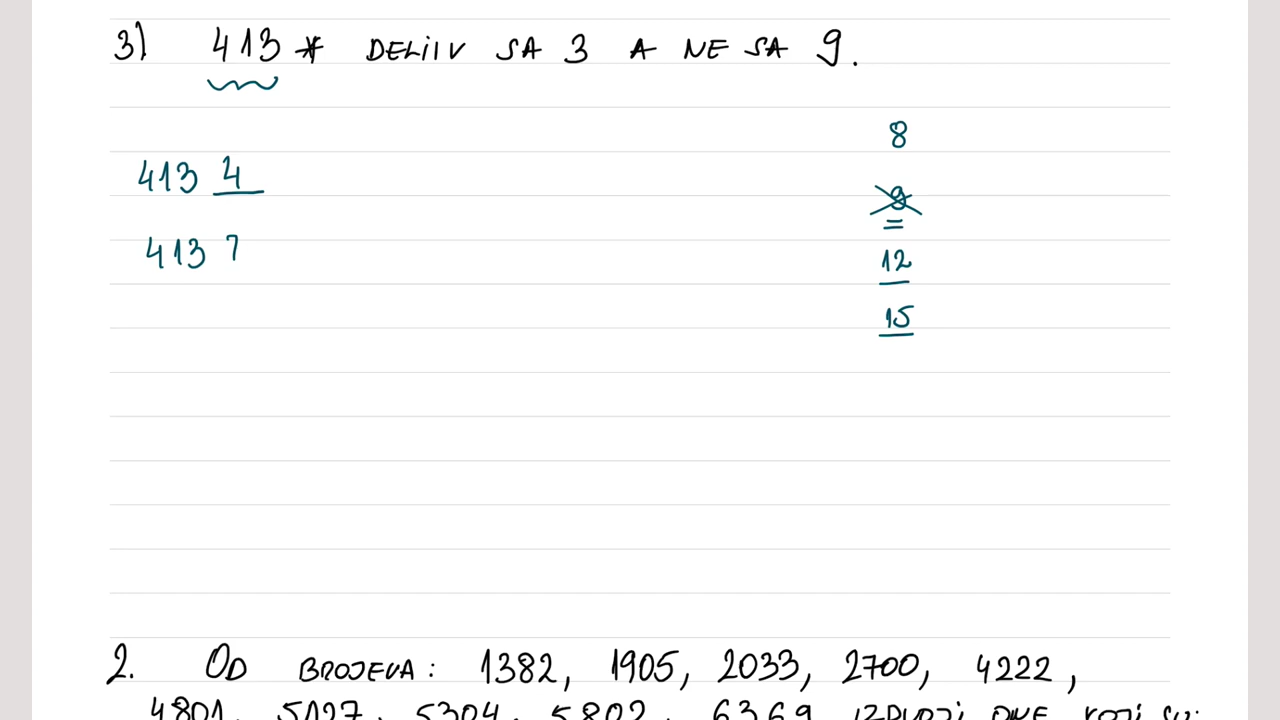 3) 413* DELJIV SA 3 A NE SA 9.
8
413 4
9
413 7
12
15
2. OD BROJEVA: 1382, 1905, 2033, 2700, 4222,
4801, 5127, 5304, 5802, 6369 IZDVOJI ONE KOJI SU: